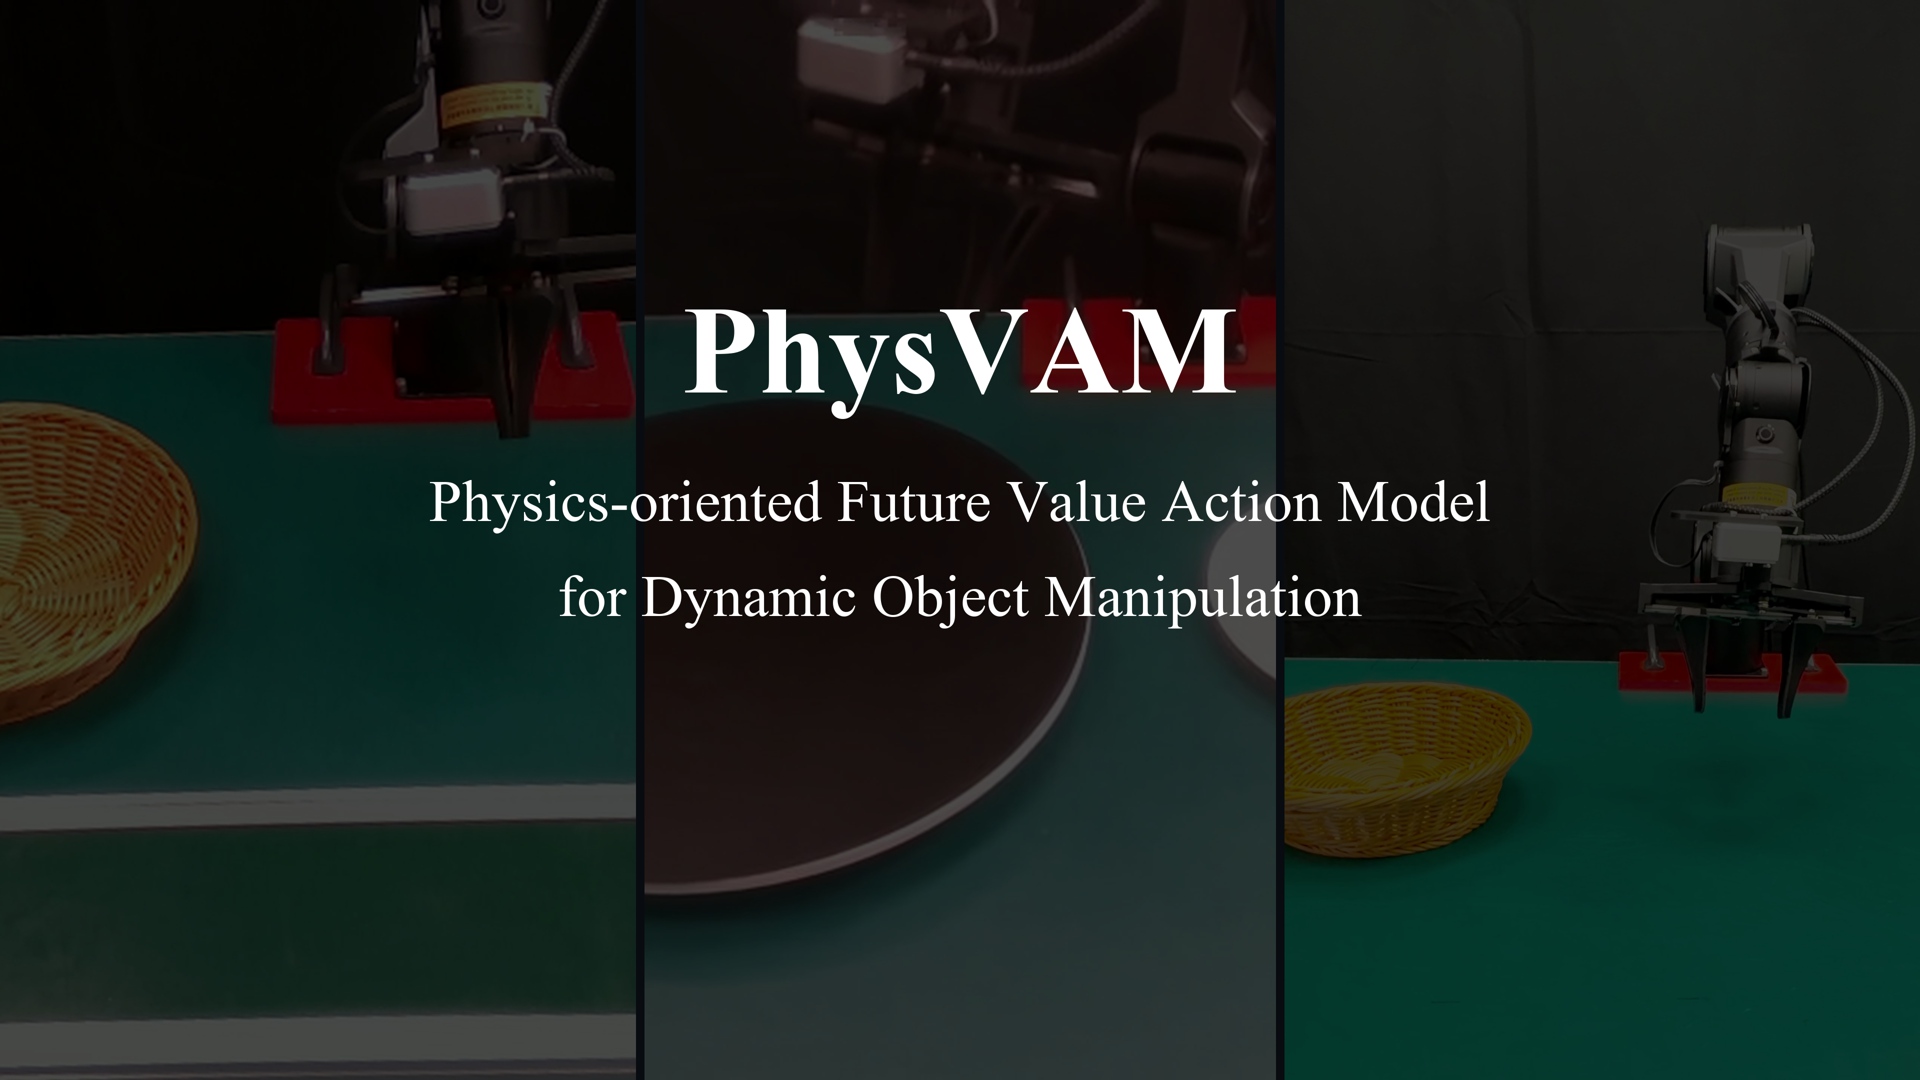 PhysVAM
Physics-oriented Future Value Action Model
for Dynamic Object Manipulation